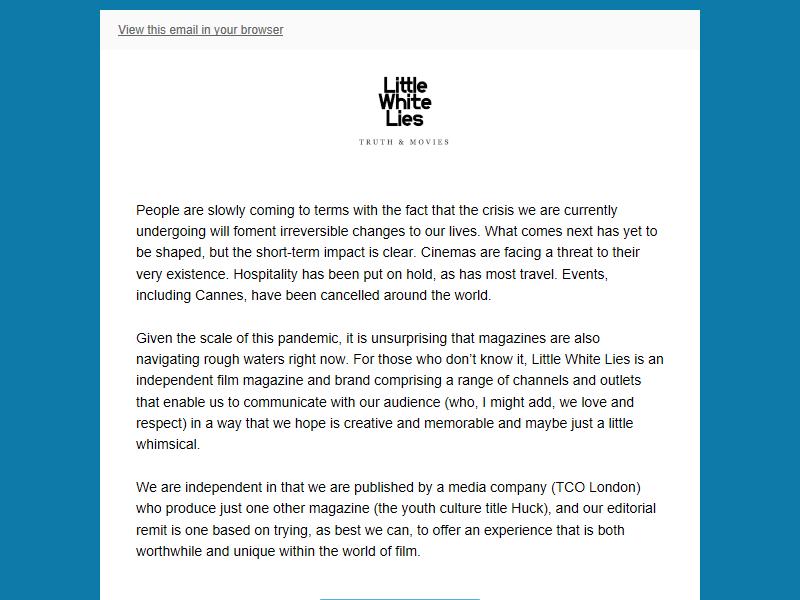 View this email in your browser
Little
White
Lies
TRUTH & MOVIES
People are slowly coming to terms with the fact that the crisis we are currently
undergoing will foment irreversible changes to our lives. What comes next has yet to
be shaped, but the short-term impact is clear. Cinemas are facing a threat to their
very existence. Hospitality has been put on hold, as has most travel. Events,
including Cannes, have been cancelled around the world.
Given the scale of this pandemic, it is unsurprising that magazines are also
navigating rough waters right now. For those who don’t know it, Little White Lies is an
independent film magazine and brand comprising a range of channels and outlets
that enable us to communicate with our audience (who, I might add, we love and
respect) in a way that we hope is creative and memorable and maybe just a little
whimsical.
We are independent in that we are published by a media company (TCO London)
who produce just one other magazine (the youth culture title Huck), and our editorial
remit is one based on trying, as best we can, to offer an experience that is both
worthwhile and unique within the world of film.